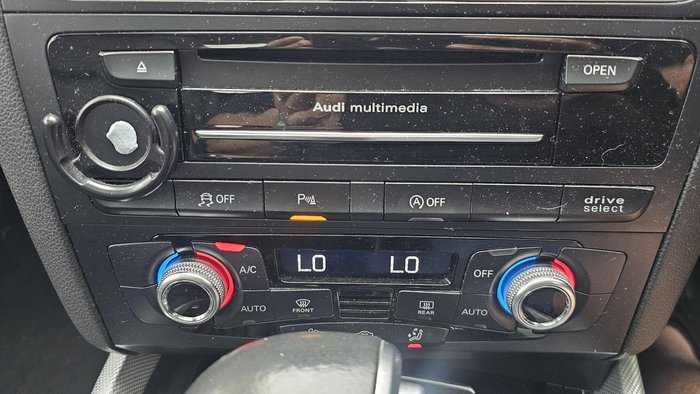 OPEN
Audi multimedia
OFF
P
A OFF
drive
select
A/C
LO
LO
OFF
AUTO
FRONT
REAR
AUTO